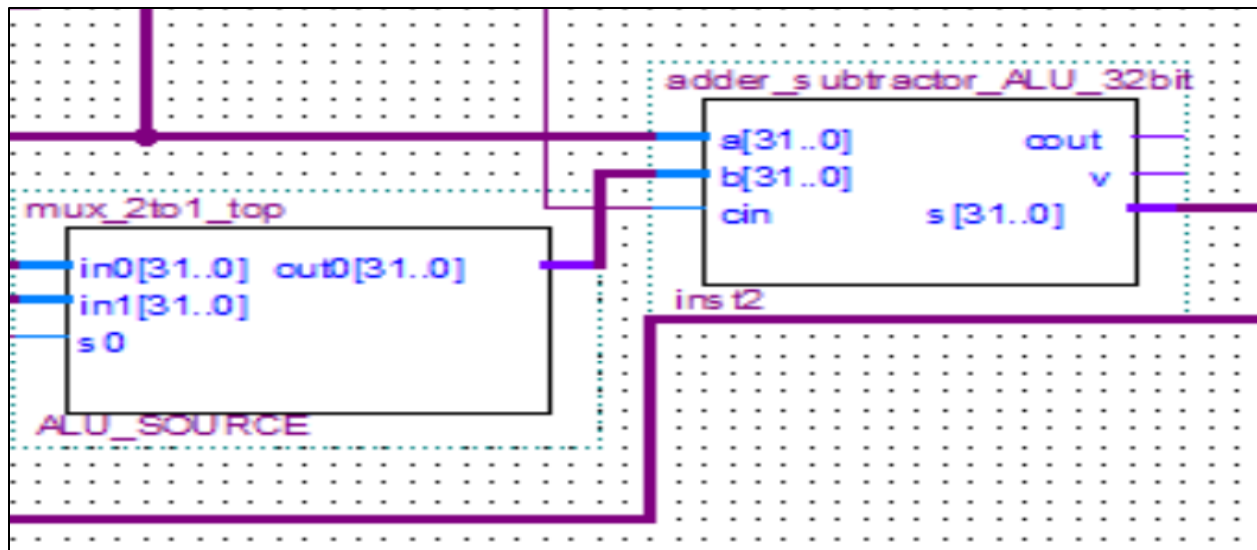 adder_subtractor_ALU_32bit
a[31..0] cout
b[31..0] v
cin s[31..0]
inst2
mux_2to1_top
in0[31..0] out0[31..0]
in1[31..0]
s0
ALU_SOURCE